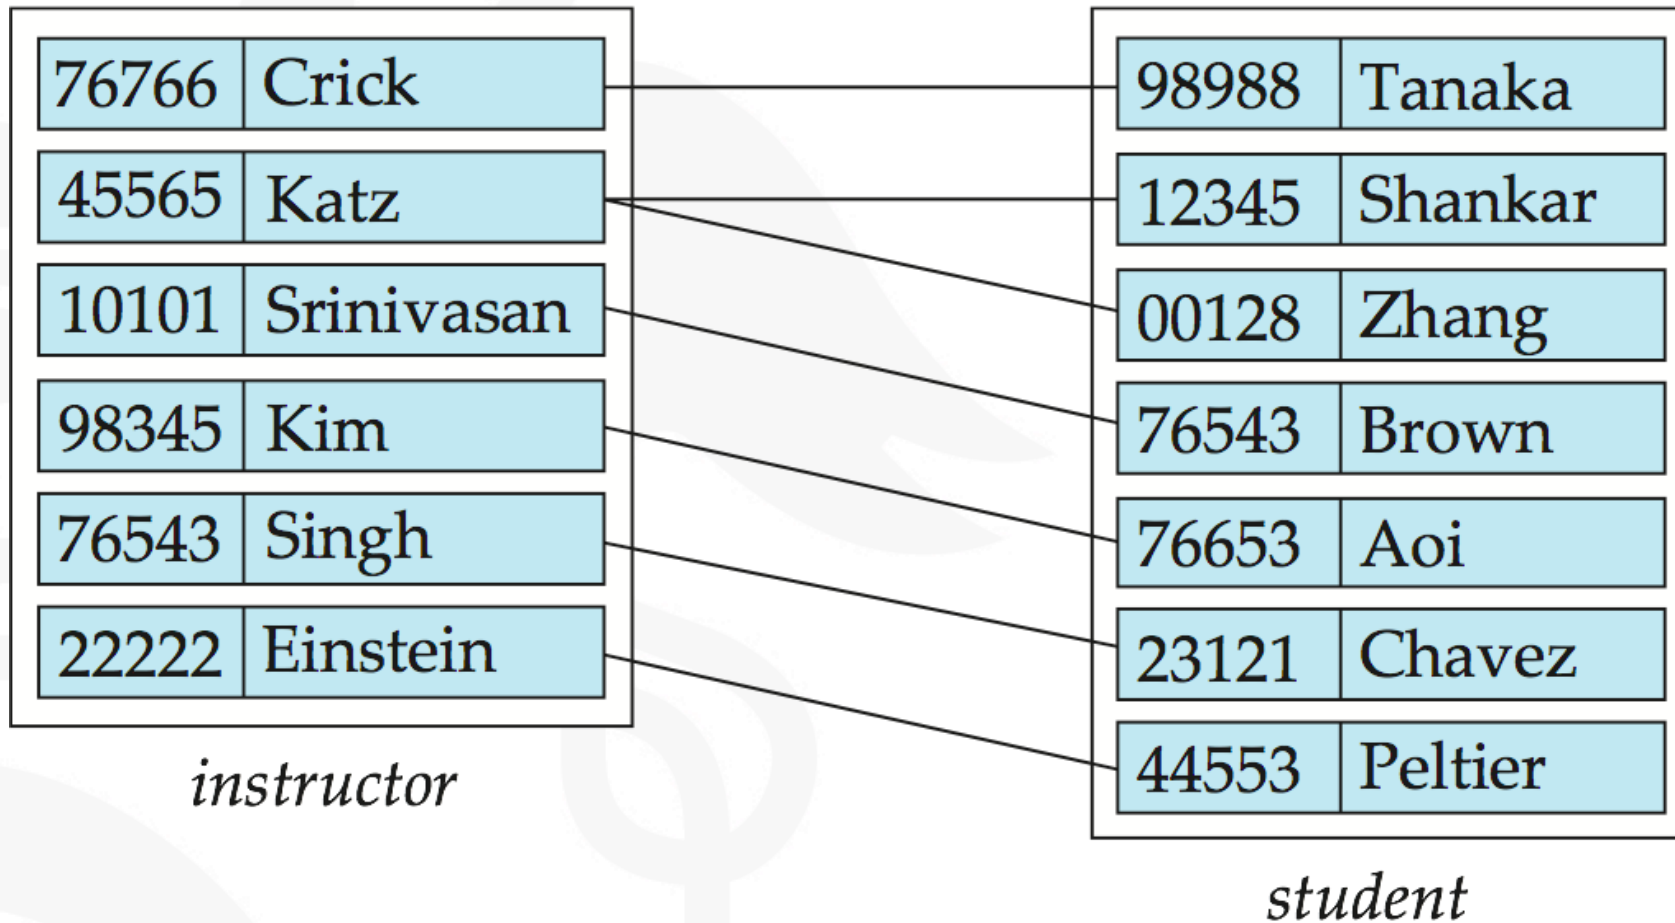 76766 Crick
45565 Katz
10101 Srinivasan
98345 Kim
76543 Singh
22222 Einstein
instructor
98988 Tanaka
12345 Shankar
00128 Zhang
76543 Brown
76653 Aoi
23121 Chavez
44553 Peltier
student